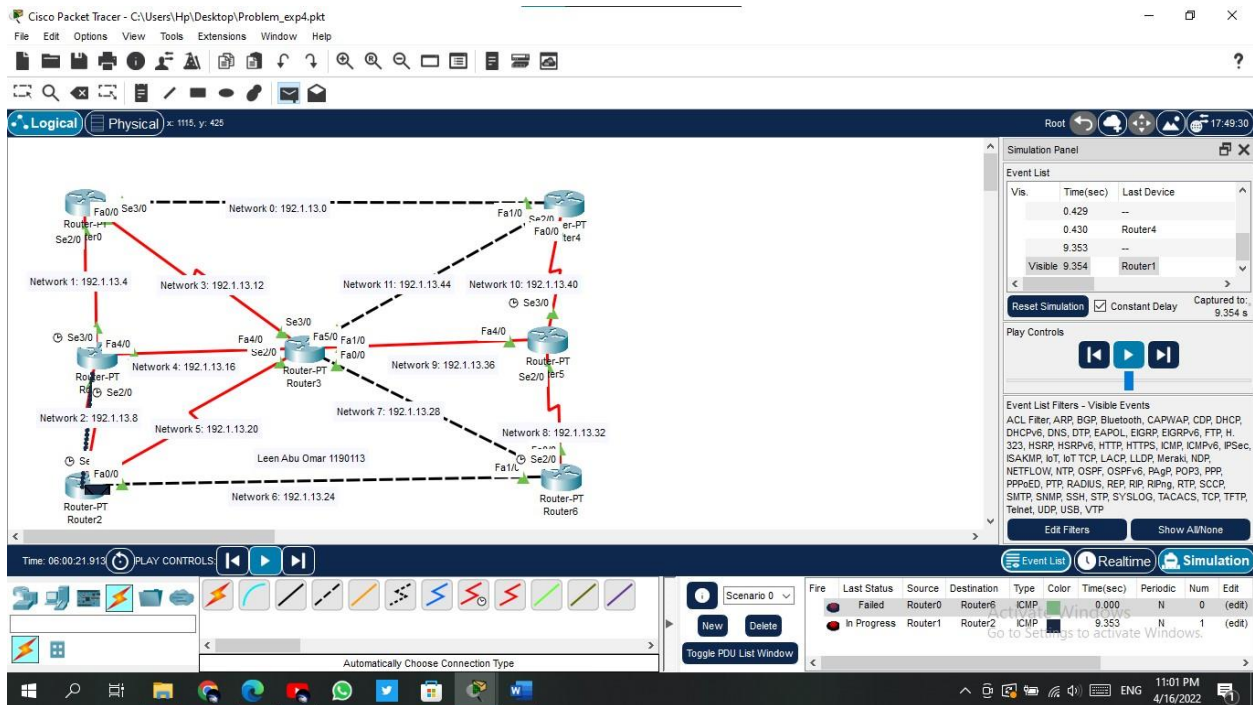 Cisco Packet Tracer - C:\Users\Hp\Desktop\Problem_exp4.pkt
File Edit Options View Tools Extensions Window Help
?
Logical Physical x: 1115, y: 425 Root 17:49:30
Simulation Panel
Event List
Vis. Time(sec) Last Device
0.429 --
0.430 Router4
9.353 --
Visible 9.354 Router1
Reset Simulation Constant Delay Captured to:
9.354 s
Play Controls
Event List Filters - Visible Events
ACL Filter, ARP, BGP, Bluetooth, CAPWAP, CDP, DHCP,
DHCPv6, DNS, DTP, EAPOL, EIGRP, EIGRPv6, FTP, H.
323, HSRP, HSRPv6, HTTP, HTTPS, ICMP, ICMPv6, IPSec,
ISAKMP, IoT, IoT TCP, LACP, LLDP, Meraki, NDP,
NETFLOW, NTP, OSPF, OSPFv6, PAgP, POP3, PPP,
PPPoED, PTP, RADIUS, REP, RIP, RIPng, RTP, SCCP,
SMTP, SNMP, SSH, STP, SYSLOG, TACACS, TCP, TFTP,
Telnet, UDP, USB, VTP
Edit Filters Show All/None
Fa0/0 Se3/0
Se2/0
Network 0: 192.1.13.0
Fa1/0
Fa0/0
Network 1: 192.1.13.4
Network 3: 192.1.13.12
Network 11: 192.1.13.44
Network 10: 192.1.13.40
Se3/0
Se3/0
Se3/0 Fa4/0
Fa4/0 Fa5/0 Fa1/0
Se2/0 Fa0/0
Router-PT
Router3
Fa4/0
Router-PT
Se2/0
Network 4: 192.1.13.16
Network 9: 192.1.13.36
Se2/0
Network 2: 192.1.13.8
Network 5: 192.1.13.20
Network 7: 192.1.13.28
Network 8: 192.1.13.32
Leen Abu Omar 1190113
Se2/0
Fa0/0
Network 6: 192.1.13.24
Router-PT
Router2
Router-PT
Router6
Time: 06:00:21.913 PLAY CONTROLS:
Event List Realtime Simulation
Automatically Choose Connection Type
Scenario 0
New Delete
Toggle PDU List Window
Fire Last Status Source Destination Type Color Time(sec) Periodic Num Edit
Failed Router0 Router6 ICMP 0.000 N 0 (edit)
In Progress Router1 Router2 ICMP 9.353 N 1 (edit)
Activate Windows
Go to Settings to activate Windows.
ENG 11:01 PM
4/16/2022